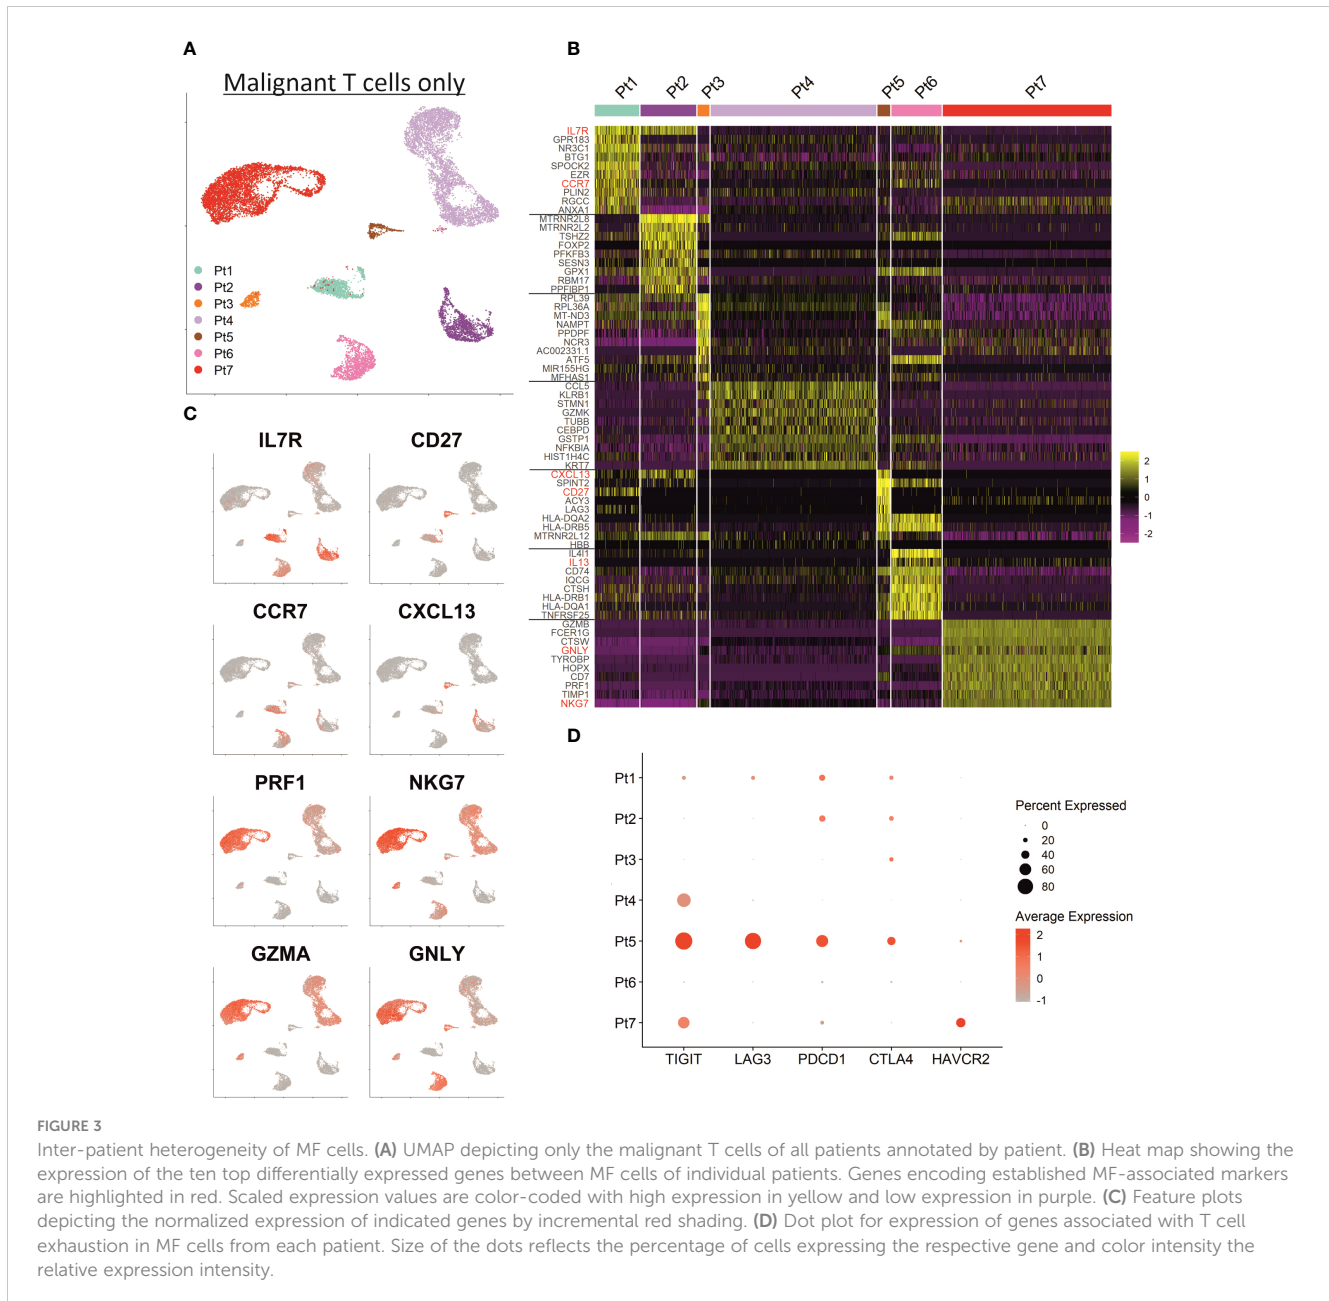 A
Malignant T cells only
Pt1
Pt2
Pt3
Pt4
Pt5
Pt6
Pt7
B
Pt1
Pt2
Pt3
Pt4
Pt5
Pt6
Pt7
IL7R
GPR183
NR3C1
BTG1
SPOCK2
EZR
CCR7
PLIN2
RGCC
ANXA1
MTRNR2L8
MTRNR2L2
TSHZ2
FOXP2
PFKFB3
SESN3
GPX1
RBM17
PPFIBP1
RPL39
RPL36A
MT-ND3
NAMPT
PPDPF
NCR3
AC002331.1
ATF5
MIR155HG
MFHAS1
CCL5
KLRB1
STMN1
GZMK
TUBB
CEBPD
GSTP1
NFKBIA
HIST1H4C
KRT7
CXCL13
SPINT2
CD27
ACY3
LAG3
HLA-DQA2
HLA-DRB5
MTRNR2L12
HBB
IL4I1
IL13
CD74
IQCG
CTSH
HLA-DRB1
HLA-DQA1
TNFRSF25
GZMB
FCER1G
CTSW
GNLY
TYROBP
HOPX
CD7
PRF1
TIMP1
NKG7
2
1
0
-1
-2
C
IL7R
CD27
CCR7
CXCL13
PRF1
NKG7
GZMA
GNLY
D
Pt1
Pt2
Pt3
Pt4
Pt5
Pt6
Pt7
TIGIT
LAG3
PDCD1
CTLA4
HAVCR2
Percent Expressed
0
20
40
60
80
Average Expression
2
1
0
-1
FIGURE 3
Inter-patient heterogeneity of MF cells. (A) UMAP depicting only the malignant T cells of all patients annotated by patient. (B) Heat map showing the
expression of the ten top differentially expressed genes between MF cells of individual patients. Genes encoding established MF-associated markers
are highlighted in red. Scaled expression values are color-coded with high expression in yellow and low expression in purple. (C) Feature plots
depicting the normalized expression of indicated genes by incremental red shading. (D) Dot plot for expression of genes associated with T cell
exhaustion in MF cells from each patient. Size of the dots reflects the percentage of cells expressing the respective gene and color intensity the
relative expression intensity.